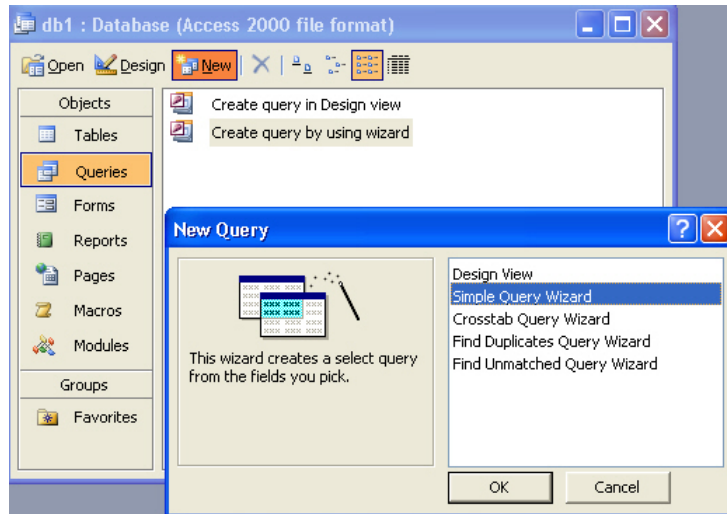 db1 : Database (Access 2000 file format)
Open Design New
Objects
Tables
Queries
Forms
Reports
Pages
Macros
Modules
Groups
Favorites
Create query in Design view
Create query by using wizard
New Query
This wizard creates a select query
from the fields you pick.
Design View
Simple Query Wizard
Crosstab Query Wizard
Find Duplicates Query Wizard
Find Unmatched Query Wizard
OK Cancel